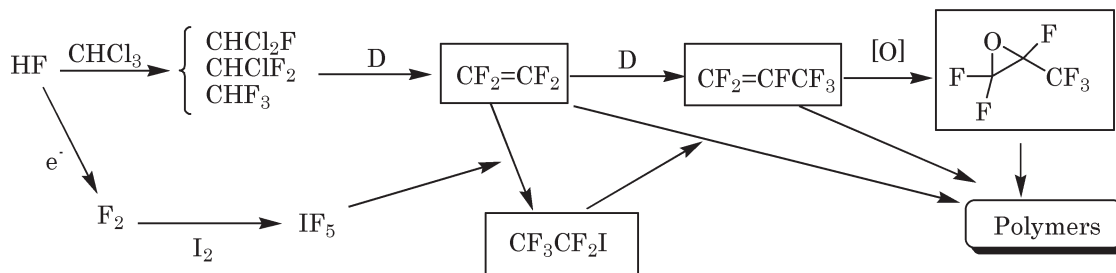 HF
CHCl₃
CHCl₂F
CHClF₂
CHF₃
D
CF₂=CF₂
D
CF₂=CFCF₃
[O]
O
F
F
F
CF₃
e⁻
F₂
I₂
IF₅
CF₃CF₂I
Polymers